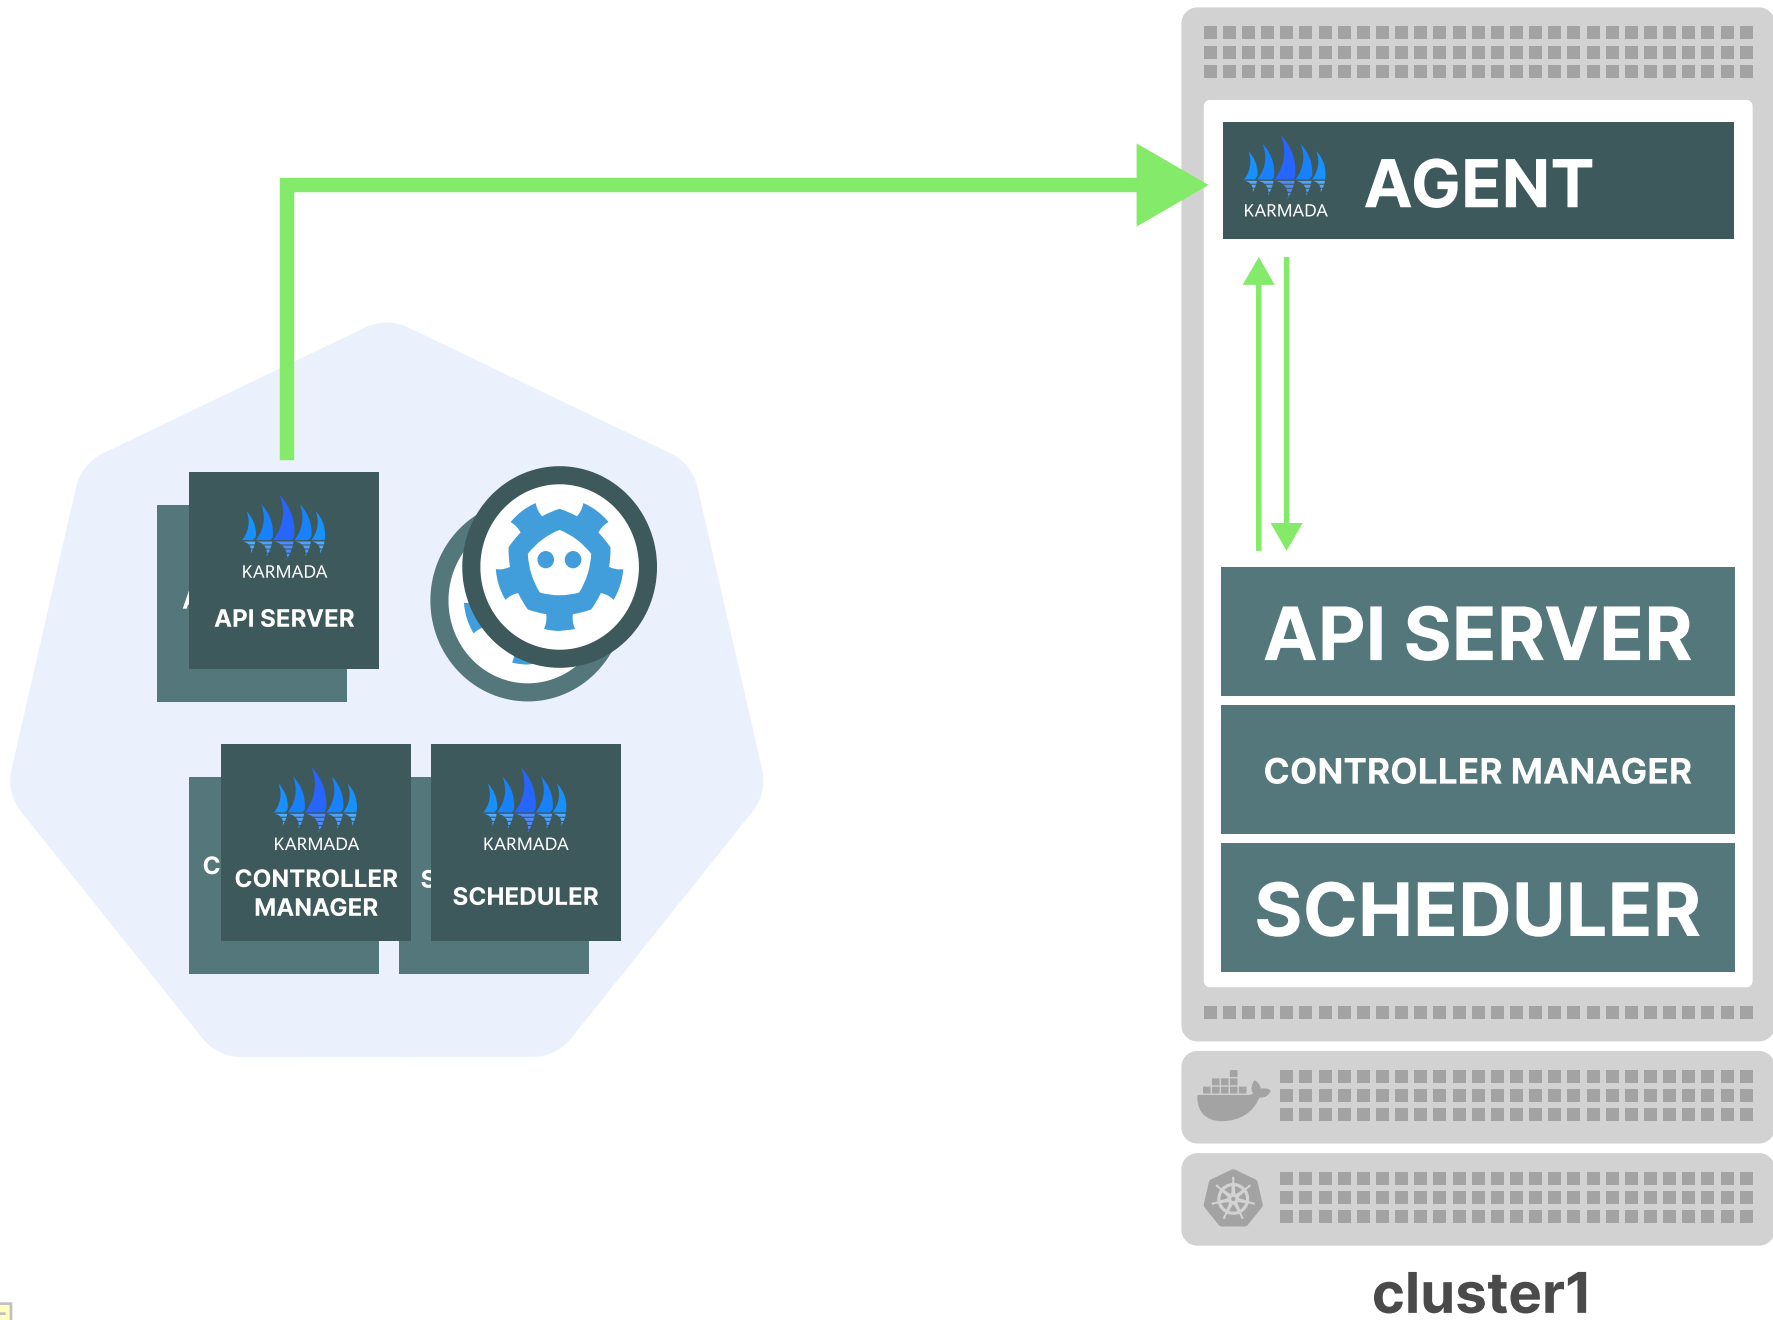 KARMADA
AGENT
KARMADA
API SERVER
KARMADA
CONTROLLER
MANAGER
KARMADA
SCHEDULER
API SERVER
CONTROLLER MANAGER
SCHEDULER
cluster1